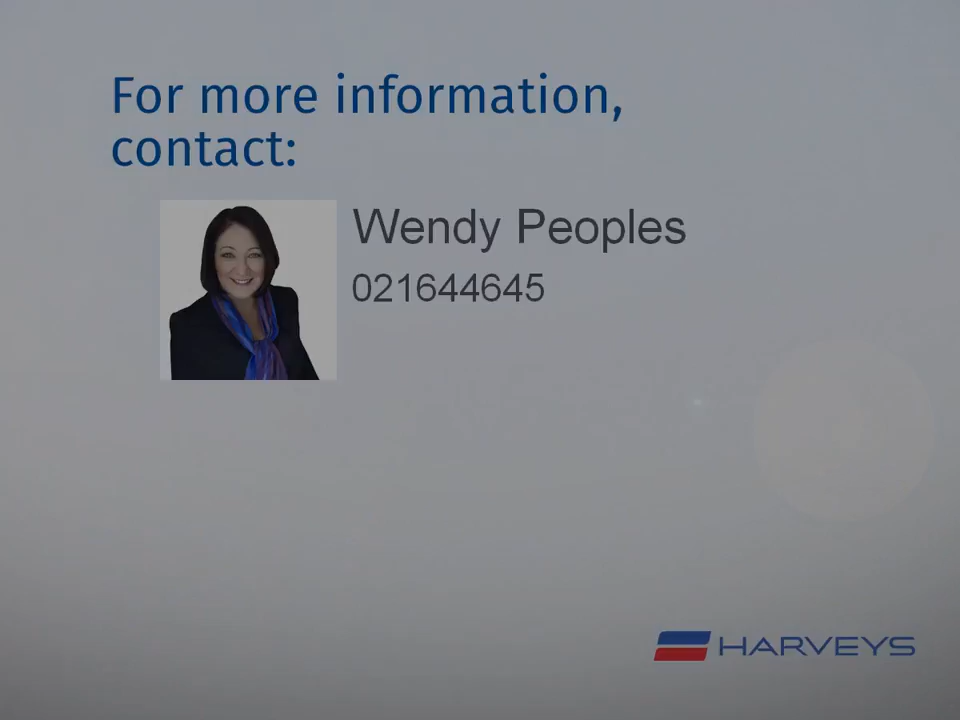 For more information,
contact:
Wendy Peoples
021644645
HARVEYS